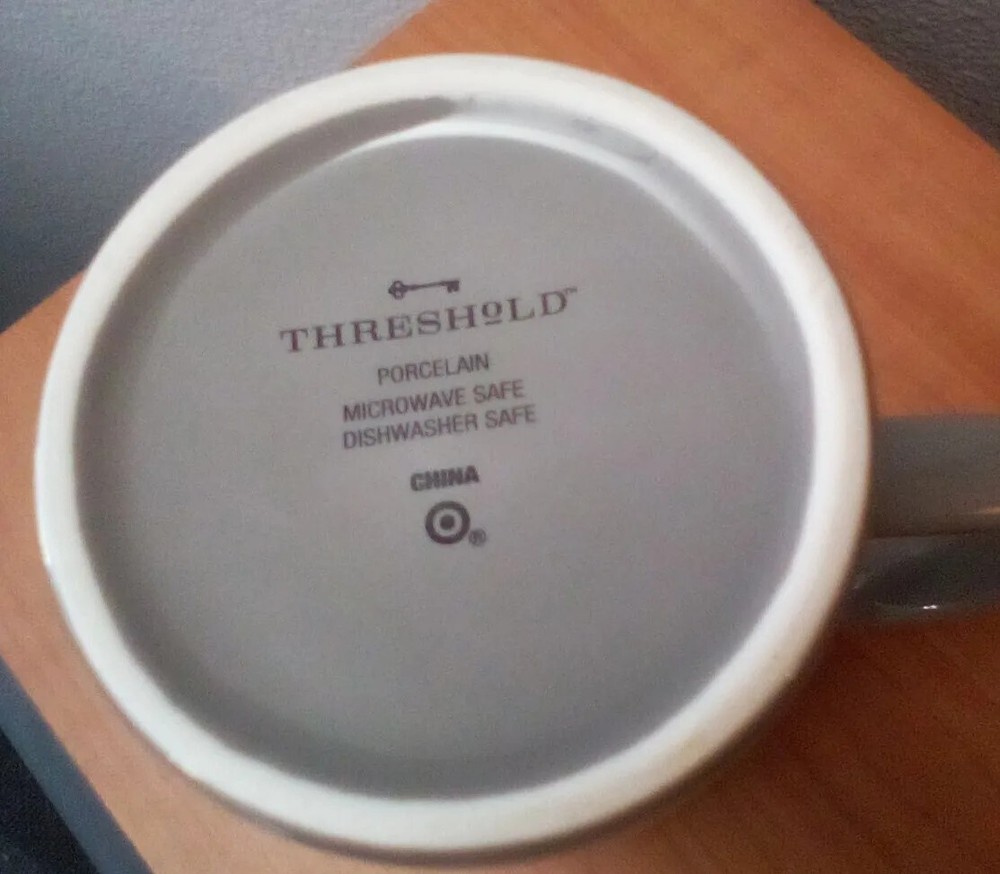 THRESHOLD™
PORCELAIN
MICROWAVE SAFE
DISHWASHER SAFE
CHINA
®